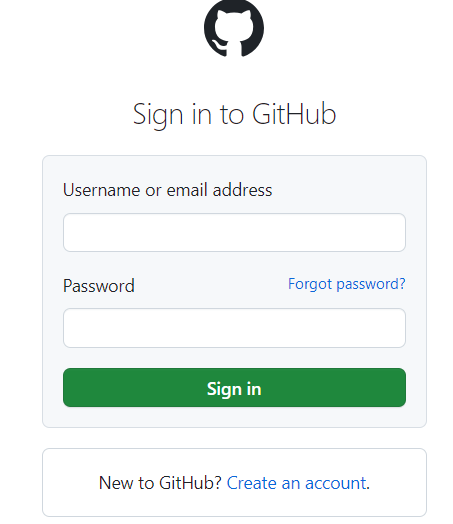 Sign in to GitHub
Username or email address
Password Forgot password?
Sign in
New to GitHub? Create an account.